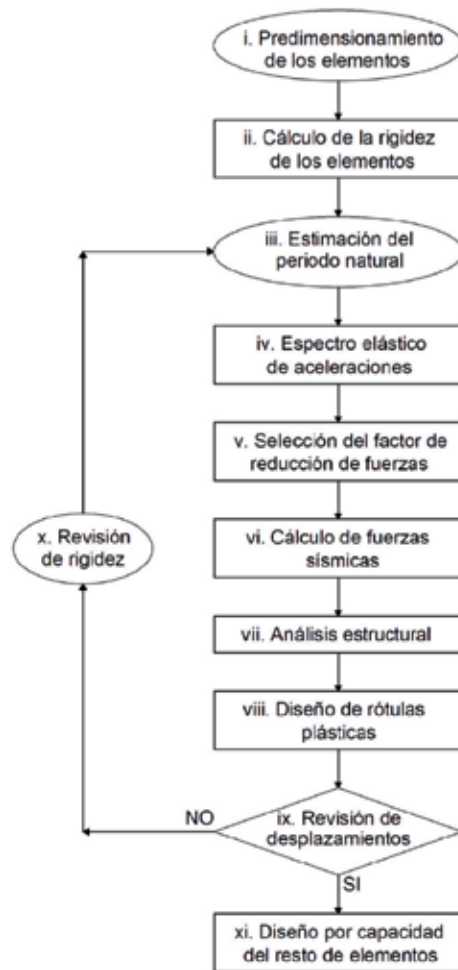 i. Predimensionamiento
de los elementos
ii. Cálculo de la rigidez
de los elementos
iii. Estimación del
periodo natural
iv. Espectro elástico
de aceleraciones
v. Selección del factor de
reducción de fuerzas
x. Revisión
de rigidez
vi. Cálculo de fuerzas
sísmicas
vii. Análisis estructural
viii. Diseño de rótulas
plásticas
NO
ix. Revisión de
desplazamientos
SI
xi. Diseño por capacidad
del resto de elementos